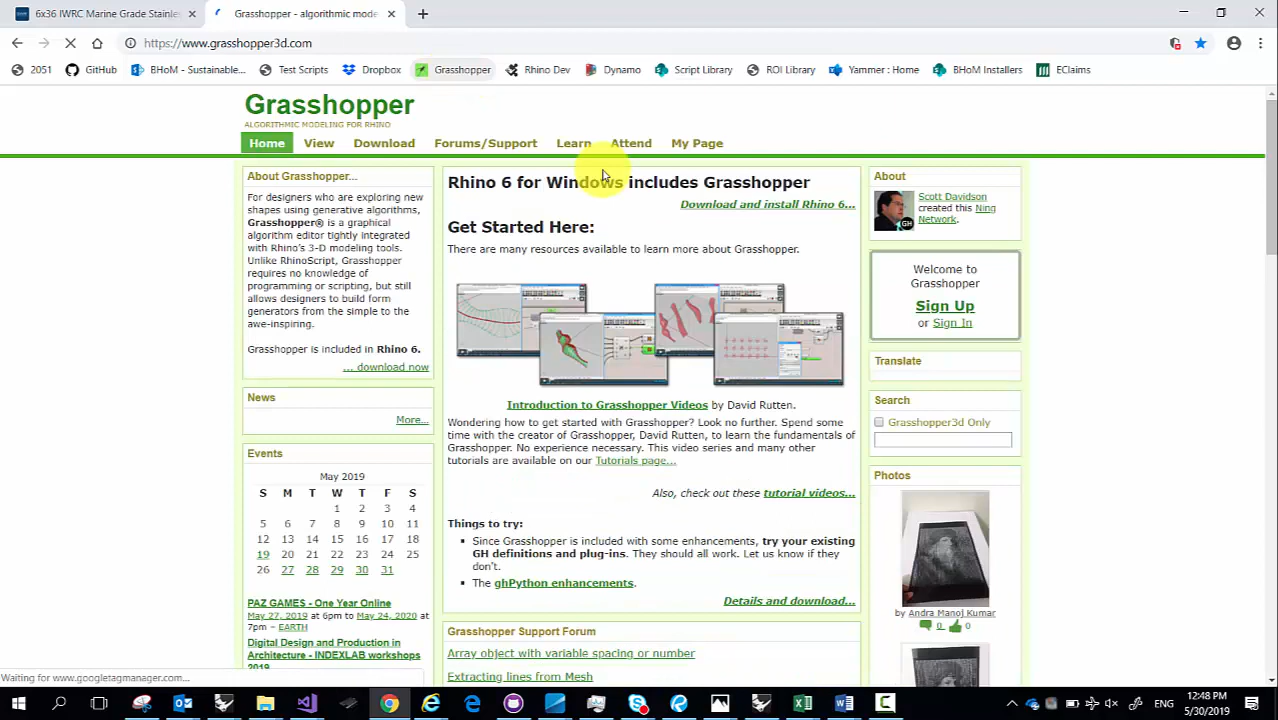 6x36 IWRC Marine Grade Stainles
Grasshopper - algorithmic mode
https://www.grasshopper3d.com
2051
GitHub
BHoM - Sustainable...
Test Scripts
Dropbox
Grasshopper
Rhino Dev
Dynamo
Script Library
ROI Library
Yammer : Home
BHoM Installers
EClaims
Grasshopper
ALGORITHMIC MODELING FOR RHINO
Home
View
Download
Forums/Support
Learn
Attend
My Page
About Grasshopper...
For designers who are exploring new
shapes using generative algorithms,
Grasshopper® is a graphical
algorithm editor tightly integrated
with Rhino's 3-D modeling tools.
Unlike RhinoScript, Grasshopper
requires no knowledge of
programming or scripting, but still
allows designers to build form
generators from the simple to the
awe-inspiring.
Grasshopper is included in Rhino 6.
... download now
News
More...
Events
May 2019
S M T W T F S
1 2 3 4
5 6 7 8 9 10 11
12 13 14 15 16 17 18
19 20 21 22 23 24 25
26 27 28 29 30 31
PAZ GAMES - One Year Online
May 27, 2019 at 6pm to May 24, 2020 at
7pm – EARTH
Digital Design and Production in
Architecture - INDEXLAB workshops
2019
Rhino 6 for Windows includes Grasshopper
Download and install Rhino 6...
Get Started Here:
There are many resources available to learn more about Grasshopper.
Introduction to Grasshopper Videos by David Rutten.
Wondering how to get started with Grasshopper? Look no further. Spend some
time with the creator of Grasshopper, David Rutten, to learn the fundamentals of
Grasshopper. No experience necessary. This video series and many other
tutorials are available on our Tutorials page...
Also, check out these tutorial videos...
Things to try:
Since Grasshopper is included with some enhancements, try your existing
GH definitions and plug-ins. They should all work. Let us know if they
don't.
The ghPython enhancements.
Details and download...
Grasshopper Support Forum
Array object with variable spacing or number
Extracting lines from Mesh
About
GH
Scott Davidson
created this Ning
Network.
Welcome to
Grasshopper
Sign Up
or Sign In
Translate
Search
Grasshopper3d Only
Photos
by Andra Manoj Kumar
0 0
Waiting for www.googletagmanager.com...
ENG
12:48 PM
5/30/2019